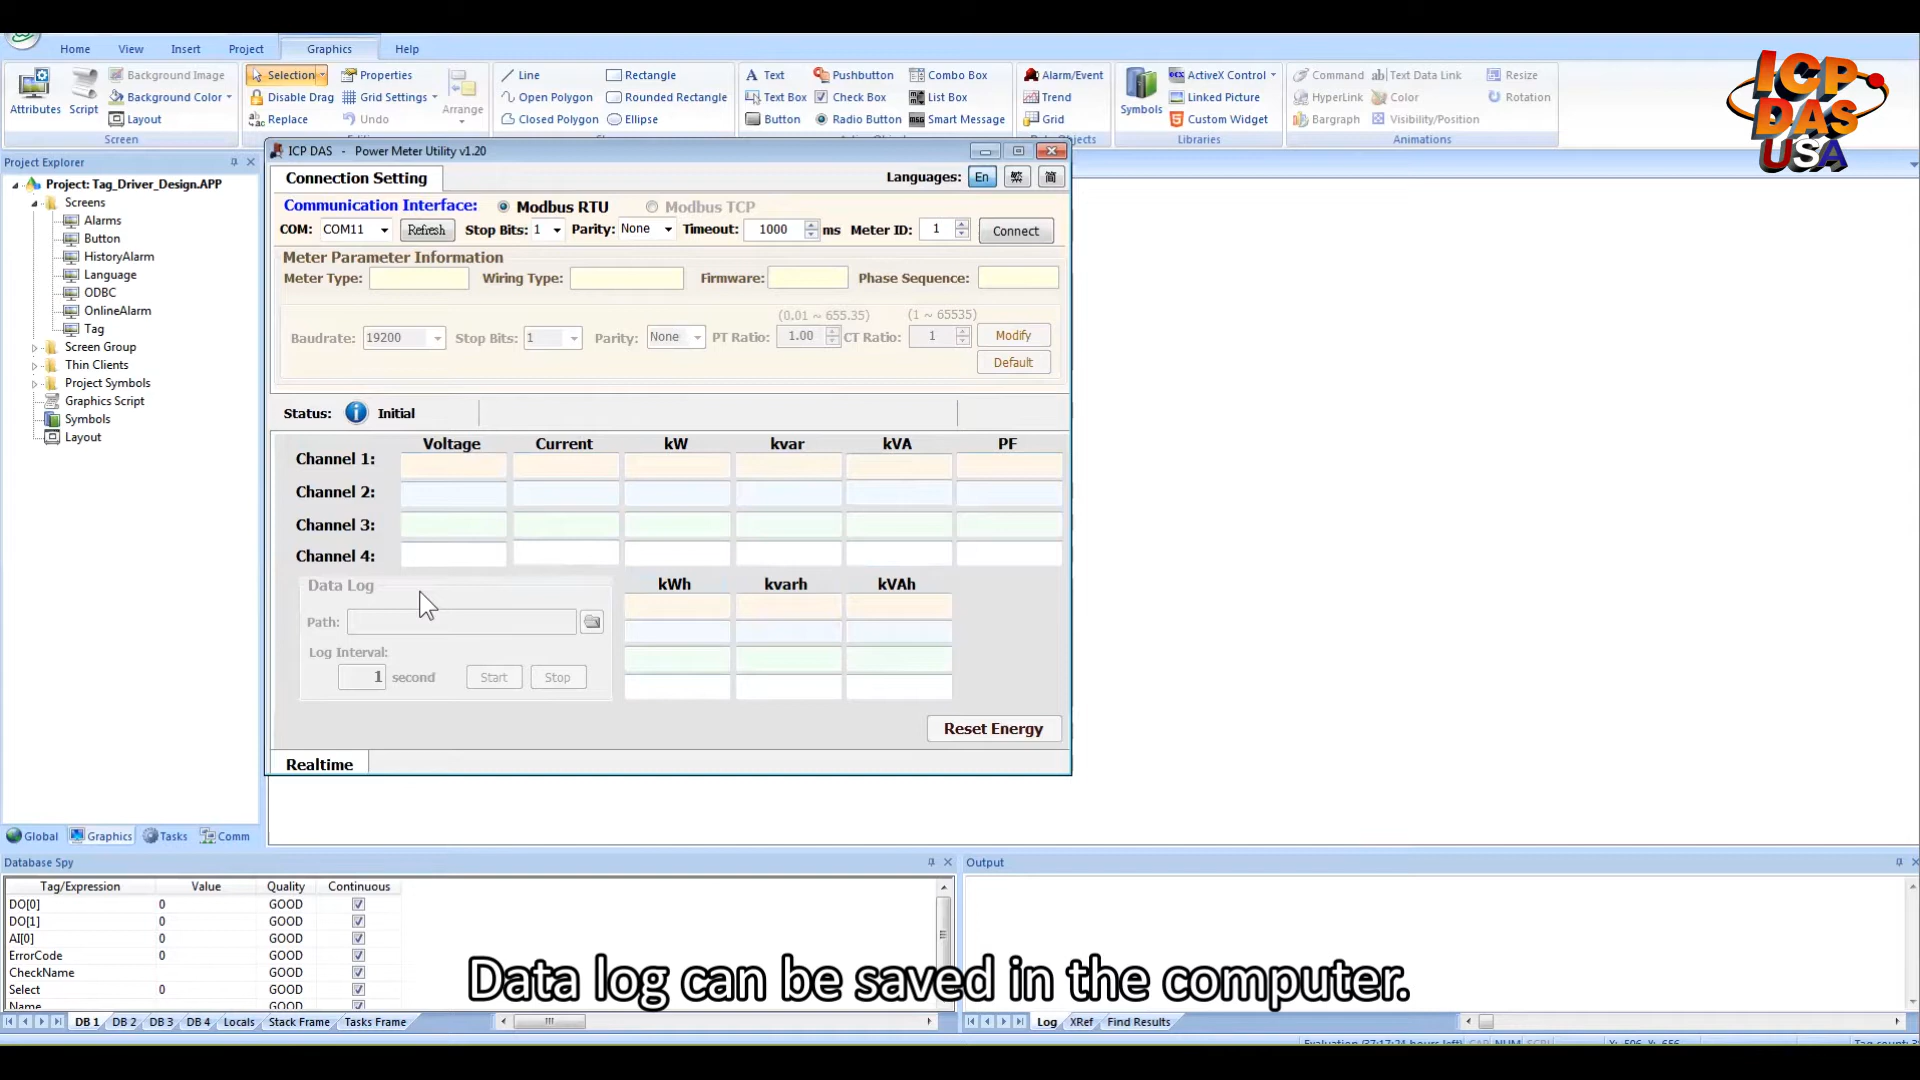 Home View Insert Project Graphics Help
Attributes Script Background Image Background Color Layout
Screen
Selection Disable Drag Replace Properties Grid Settings Undo Arrange
Line Open Polygon Closed Polygon Rectangle Rounded Rectangle Ellipse
Text Text Box Button Pushbutton Check Box Radio Button Combo Box List Box Smart Message
Alarm/Event Trend Grid
Symbols ActiveX Control Linked Picture Custom Widget
Libraries
Command HyperLink Bargraph Text Data Link Color Visibility/Position Resize Rotation
Animations
ICP
DAS
USA
Project Explorer
Project: Tag_Driver_Design.APP
Screens
Alarms
Button
HistoryAlarm
Language
ODBC
OnlineAlarm
Tag
Screen Group
Thin Clients
Project Symbols
Graphics Script
Symbols
Layout
Global Graphics Tasks Comm
ICP DAS - Power Meter Utility v1.20
Connection Setting Languages: En 繁 简
Communication Interface: Modbus RTU Modbus TCP
COM: COM11 Refresh Stop Bits: 1 Parity: None Timeout: 1000 ms Meter ID: 1 Connect
Meter Parameter Information
Meter Type: Wiring Type: Firmware: Phase Sequence:
(0.01 ~ 655.35) (1 ~ 65535)
Baudrate: 19200 Stop Bits: 1 Parity: None PT Ratio: 1.00 CT Ratio: 1 Modify
Default
Status: Initial
Voltage Current kW kvar kVA PF
Channel 1:
Channel 2:
Channel 3:
Channel 4:
Data Log kWh kvarh kVAh
Path:
Log Interval:
1 second Start Stop
Reset Energy
Realtime
Database Spy
Tag/Expression Value Quality Continuous
DO[0] 0 GOOD
DO[1] 0 GOOD
AI[0] 0 GOOD
ErrorCode 0 GOOD
CheckName GOOD
Select 0 GOOD
Name
DB 1 DB 2 DB 3 DB 4 Locals Stack Frame Tasks Frame
Output
Log XRef Find Results
Data log can be saved in the computer.